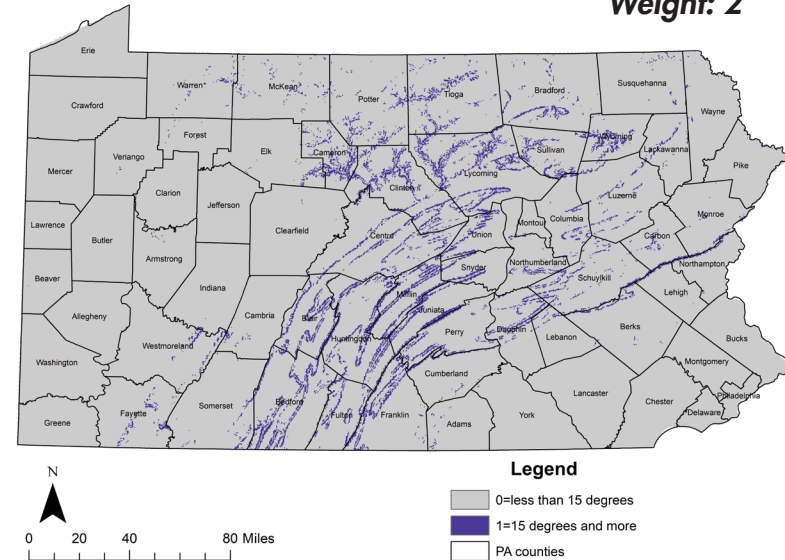 Weight: 2
Erie
Crawford
Warren
McKean
Potter
Tioga
Bradford
Susquehanna
Wayne
Forest
Elk
Cameron
Sullivan
Wyoming
Lackawanna
Pike
Mercer
Venango
Clarion
Jefferson
Clinton
Lycoming
Luzerne
Monroe
Lawrence
Butler
Clearfield
Centre
Union
Montour
Columbia
Carbon
Armstrong
Snyder
Northumberland
Schuylkill
Northampton
Beaver
Indiana
Mifflin
Juniata
Lehigh
Allegheny
Cambria
Blair
Huntingdon
Perry
Dauphin
Lebanon
Berks
Bucks
Washington
Westmoreland
Cumberland
Montgomery
Greene
Fayette
Somerset
Bedford
Fulton
Franklin
Adams
York
Lancaster
Chester
Delaware
Philadelphia
N
0 20 40 80 Miles
Legend
0=less than 15 degrees
1=15 degrees and more
PA counties